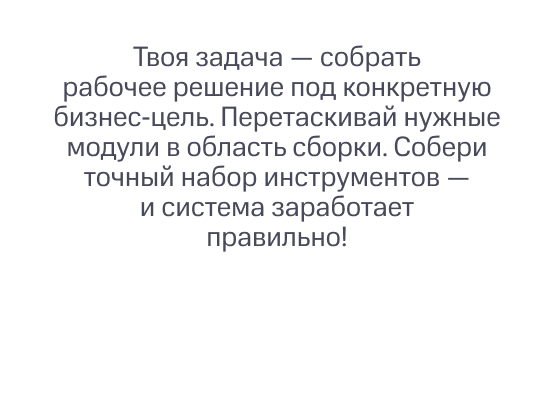 Твоя задача — собрать
рабочее решение под конкретную
бизнес-цель. Перетаскивай нужные
модули в область сборки. Собери
точный набор инструментов —
и система заработает
правильно!